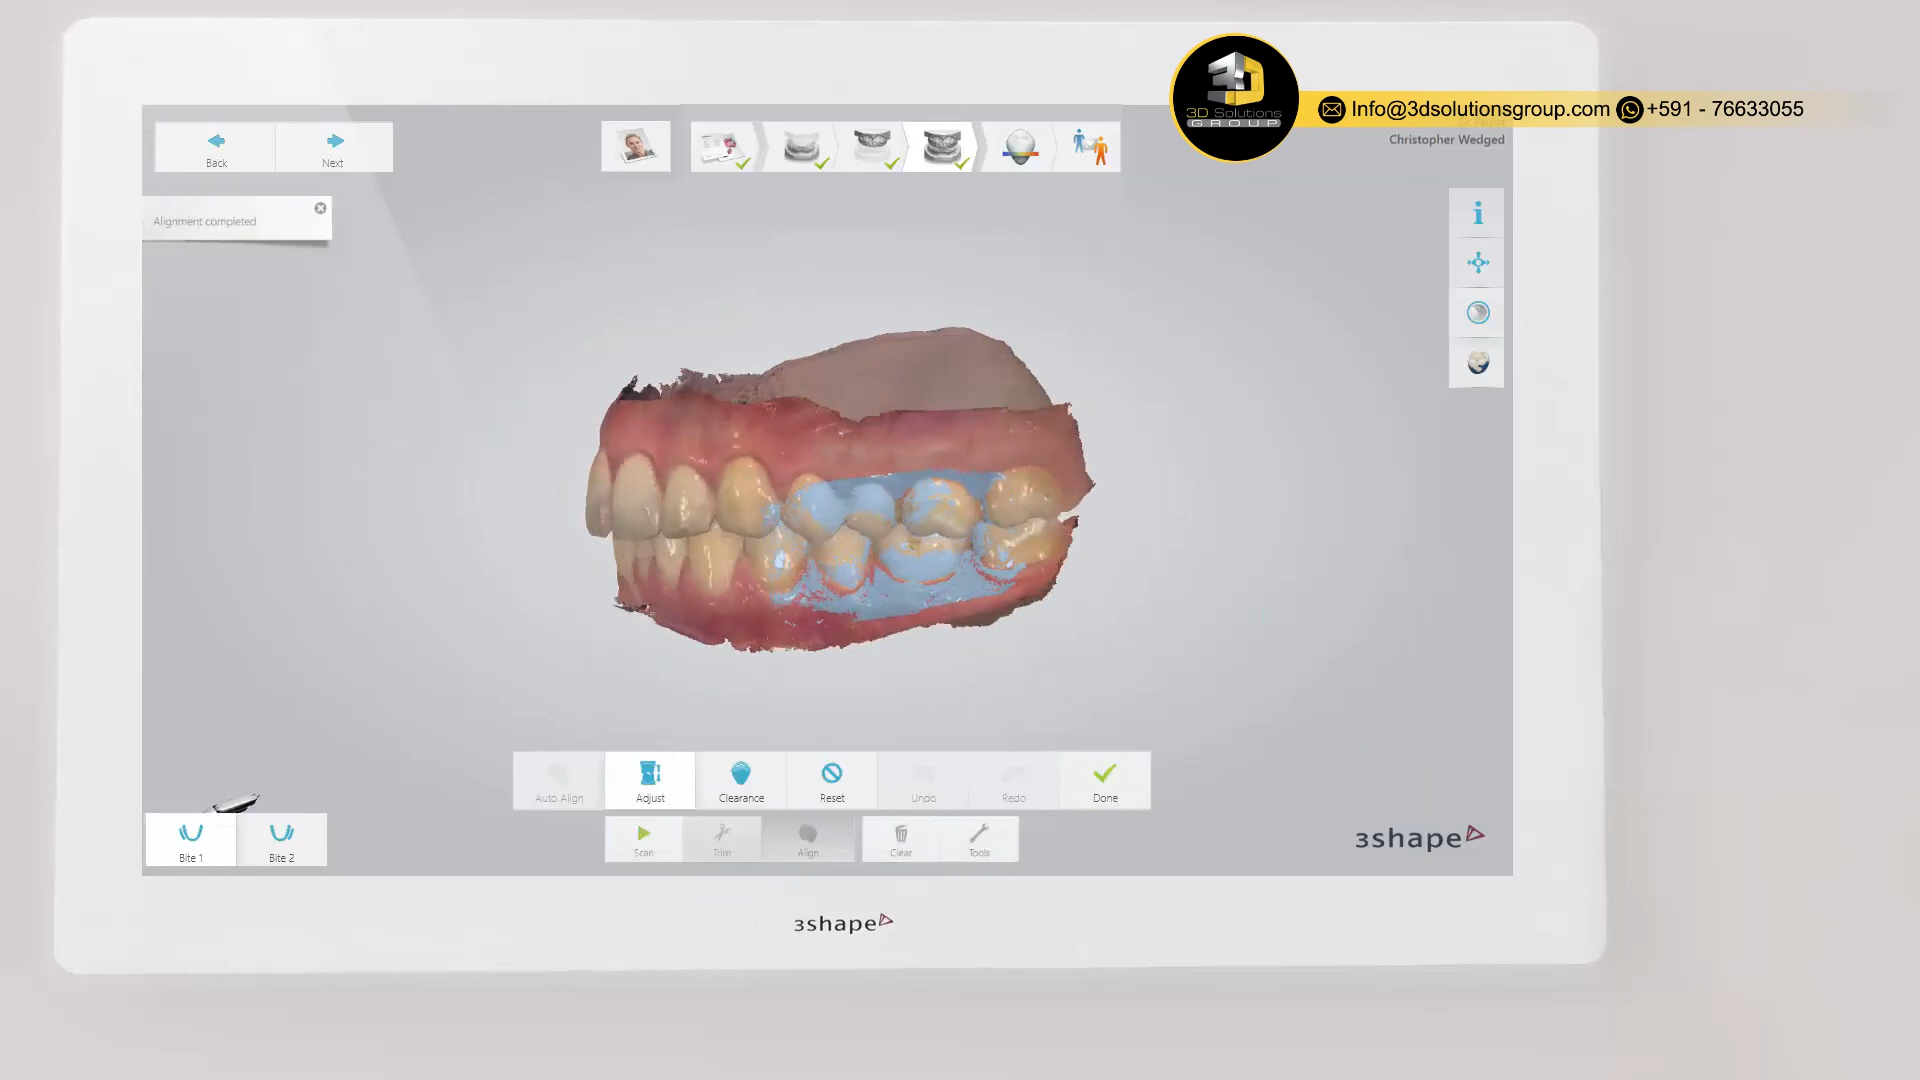 3D Solutions
GROUP
Info@3dsolutionsgroup.com +591 - 76633055
Christopher Wedged
Back
Next
Alignment completed
Auto Align
Adjust
Clearance
Reset
Undo
Redo
Done
Scan
Trim
Align
Clear
Tools
Bite 1
Bite 2
3shape
3shape